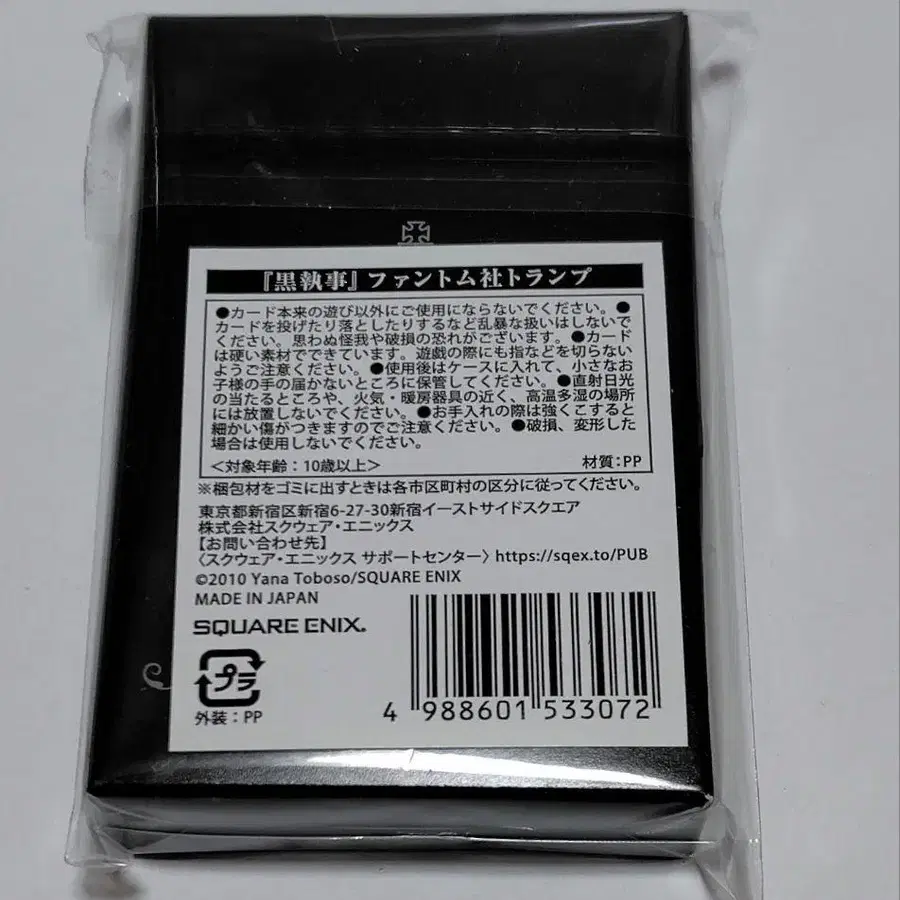 『黒執事』ファントム社トランプ
●カード本来の遊び以外にご使用にならないでください。●
カードを投げたり落としたりするなど乱暴な扱いはしないで
ください。思わぬ怪我や破損の恐れがございます。●カード
は硬い素材でできています。遊戯の際にも指などを切らない
ようご注意ください。●使用後はケースに入れて、小さなお
子様の手の届かないところに保管してください。●直射日光
の当たるところや、火気・暖房器具の近く、高温多湿の場所
には放置しないでください。●お手入れの際は強くこすると
細かい傷がつきますのでご注意ください。●破損、変形した
場合は使用しないでください。
＜対象年齢：10歳以上＞ 材質：PP
※梱包材をゴミに出すときは各市区町村の区分に従ってください。
東京都新宿区新宿6-27-30新宿イーストサイドスクエア
株式会社スクウェア・エニックス
【お問い合わせ先】
〈スクウェア・エニックス サポートセンター〉https://sqex.to/PUB
©2010 Yana Toboso/SQUARE ENIX
MADE IN JAPAN
SQUARE ENIX.
プラ
外装：PP
4 988601 533072